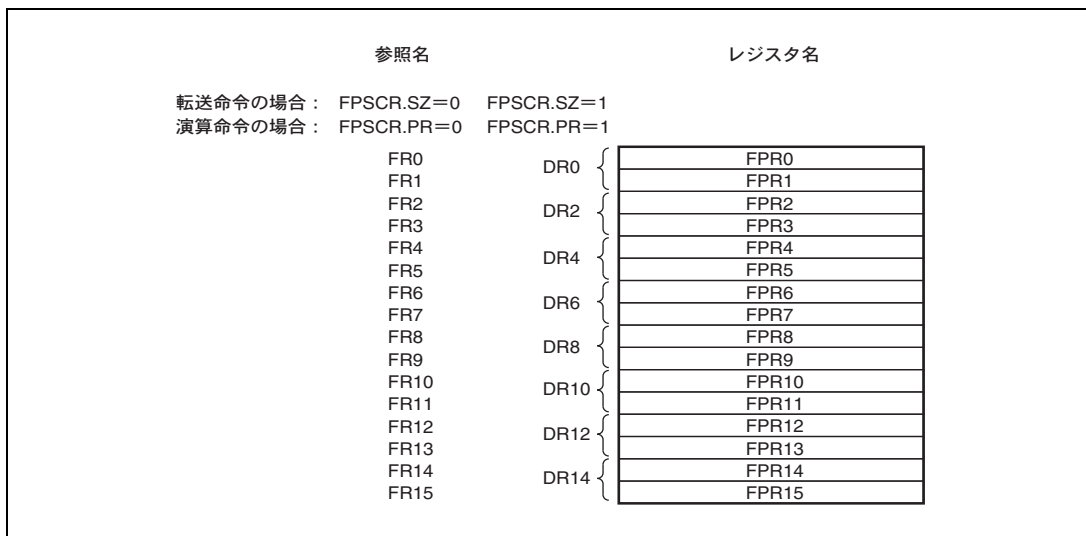 参照名 レジスタ名
転送命令の場合： FPSCR.SZ＝0 FPSCR.SZ＝1
演算命令の場合： FPSCR.PR＝0 FPSCR.PR＝1
FR0 DR0 FPR0
FR1 FPR1
FR2 DR2 FPR2
FR3 FPR3
FR4 DR4 FPR4
FR5 FPR5
FR6 DR6 FPR6
FR7 FPR7
FR8 DR8 FPR8
FR9 FPR9
FR10 DR10 FPR10
FR11 FPR11
FR12 DR12 FPR12
FR13 FPR13
FR14 DR14 FPR14
FR15 FPR15